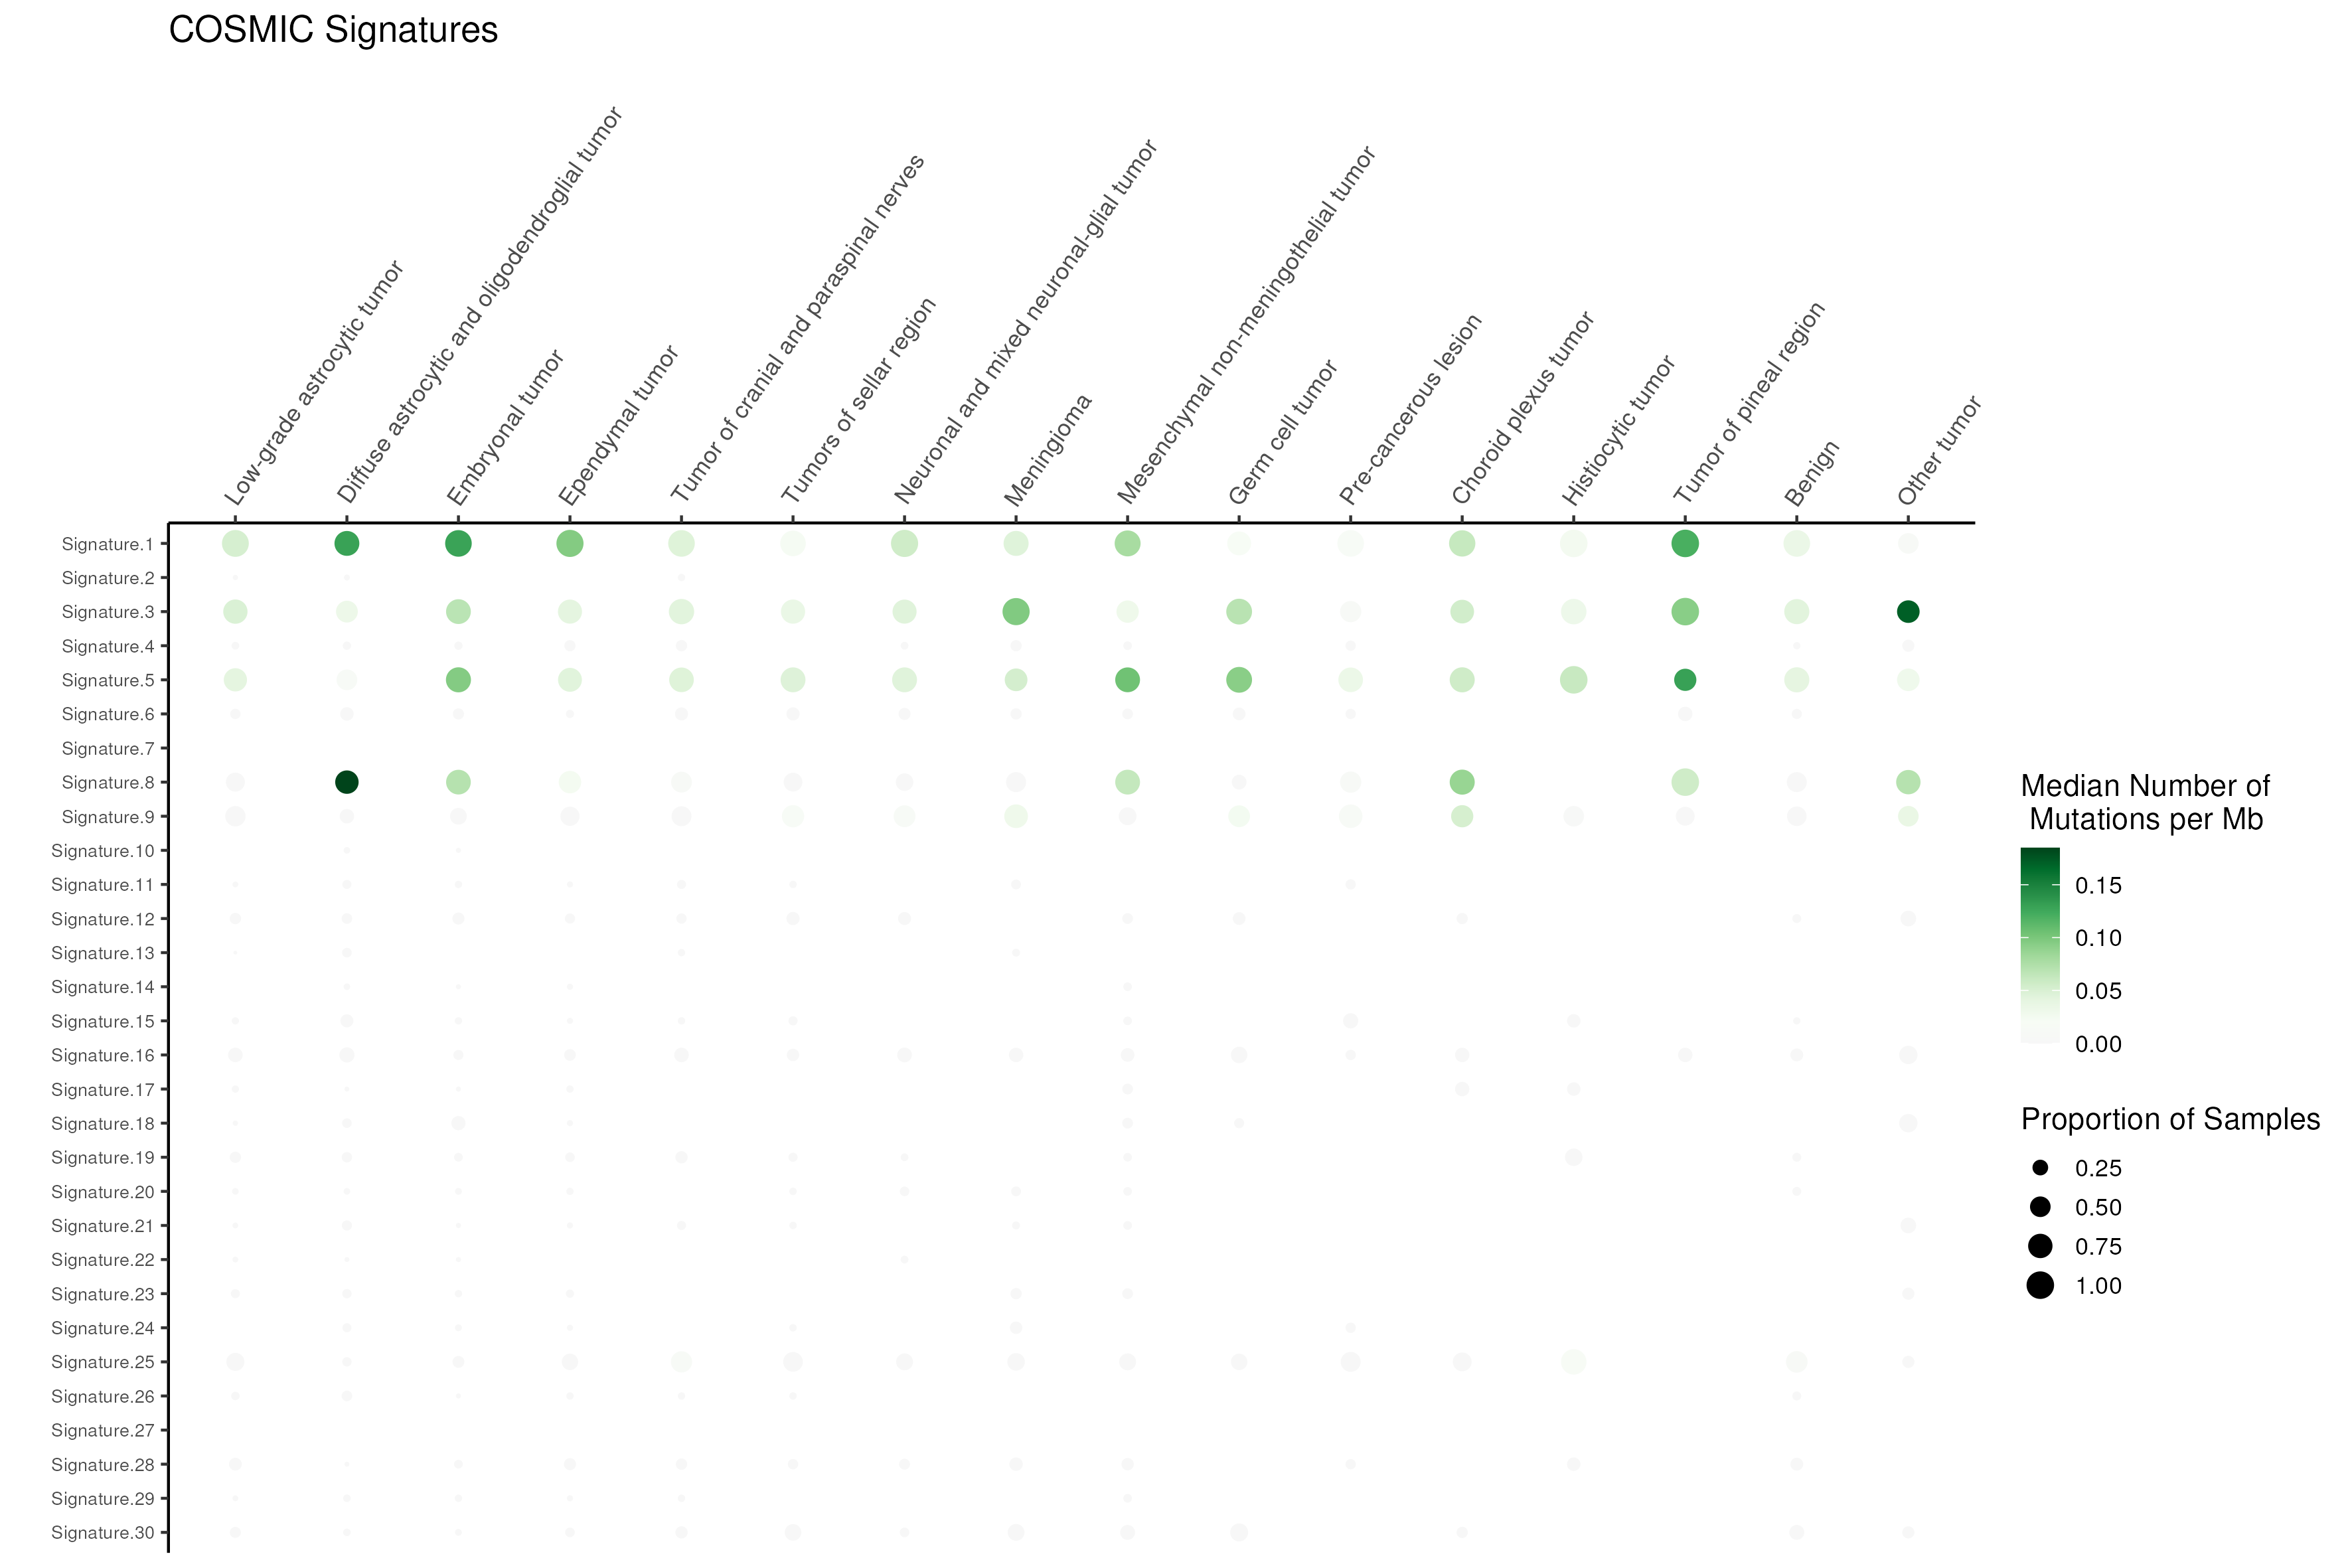 COSMIC Signatures
Low-grade astrocytic tumor
Diffuse astrocytic and oligodendroglial tumor
Embryonal tumor
Ependymal tumor
Tumor of cranial and paraspinal nerves
Tumors of sellar region
Neuronal and mixed neuronal-glial tumor
Meningioma
Mesenchymal non-meningothelial tumor
Germ cell tumor
Pre-cancerous lesion
Choroid plexus tumor
Histiocytic tumor
Tumor of pineal region
Benign
Other tumor
Signature.1
Signature.2
Signature.3
Signature.4
Signature.5
Signature.6
Signature.7
Signature.8
Signature.9
Signature.10
Signature.11
Signature.12
Signature.13
Signature.14
Signature.15
Signature.16
Signature.17
Signature.18
Signature.19
Signature.20
Signature.21
Signature.22
Signature.23
Signature.24
Signature.25
Signature.26
Signature.27
Signature.28
Signature.29
Signature.30
Median Number of
Mutations per Mb
0.15
0.10
0.05
0.00
Proportion of Samples
0.25
0.50
0.75
1.00